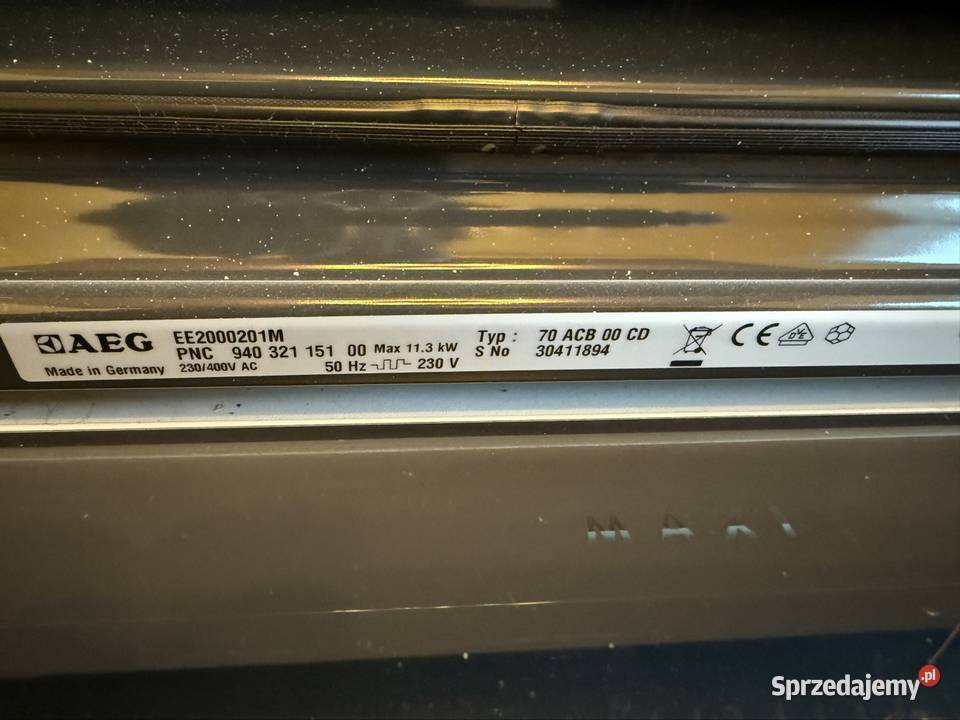 AEG
Made in Germany
EE2000201M
PNC 940 321 151 00 Max 11.3 kW
230/400V AC 50 Hz 230 V
Typ : 70 ACB 00 CD
S No 30411894
CE
MAXI
Sprzedajemy.pl